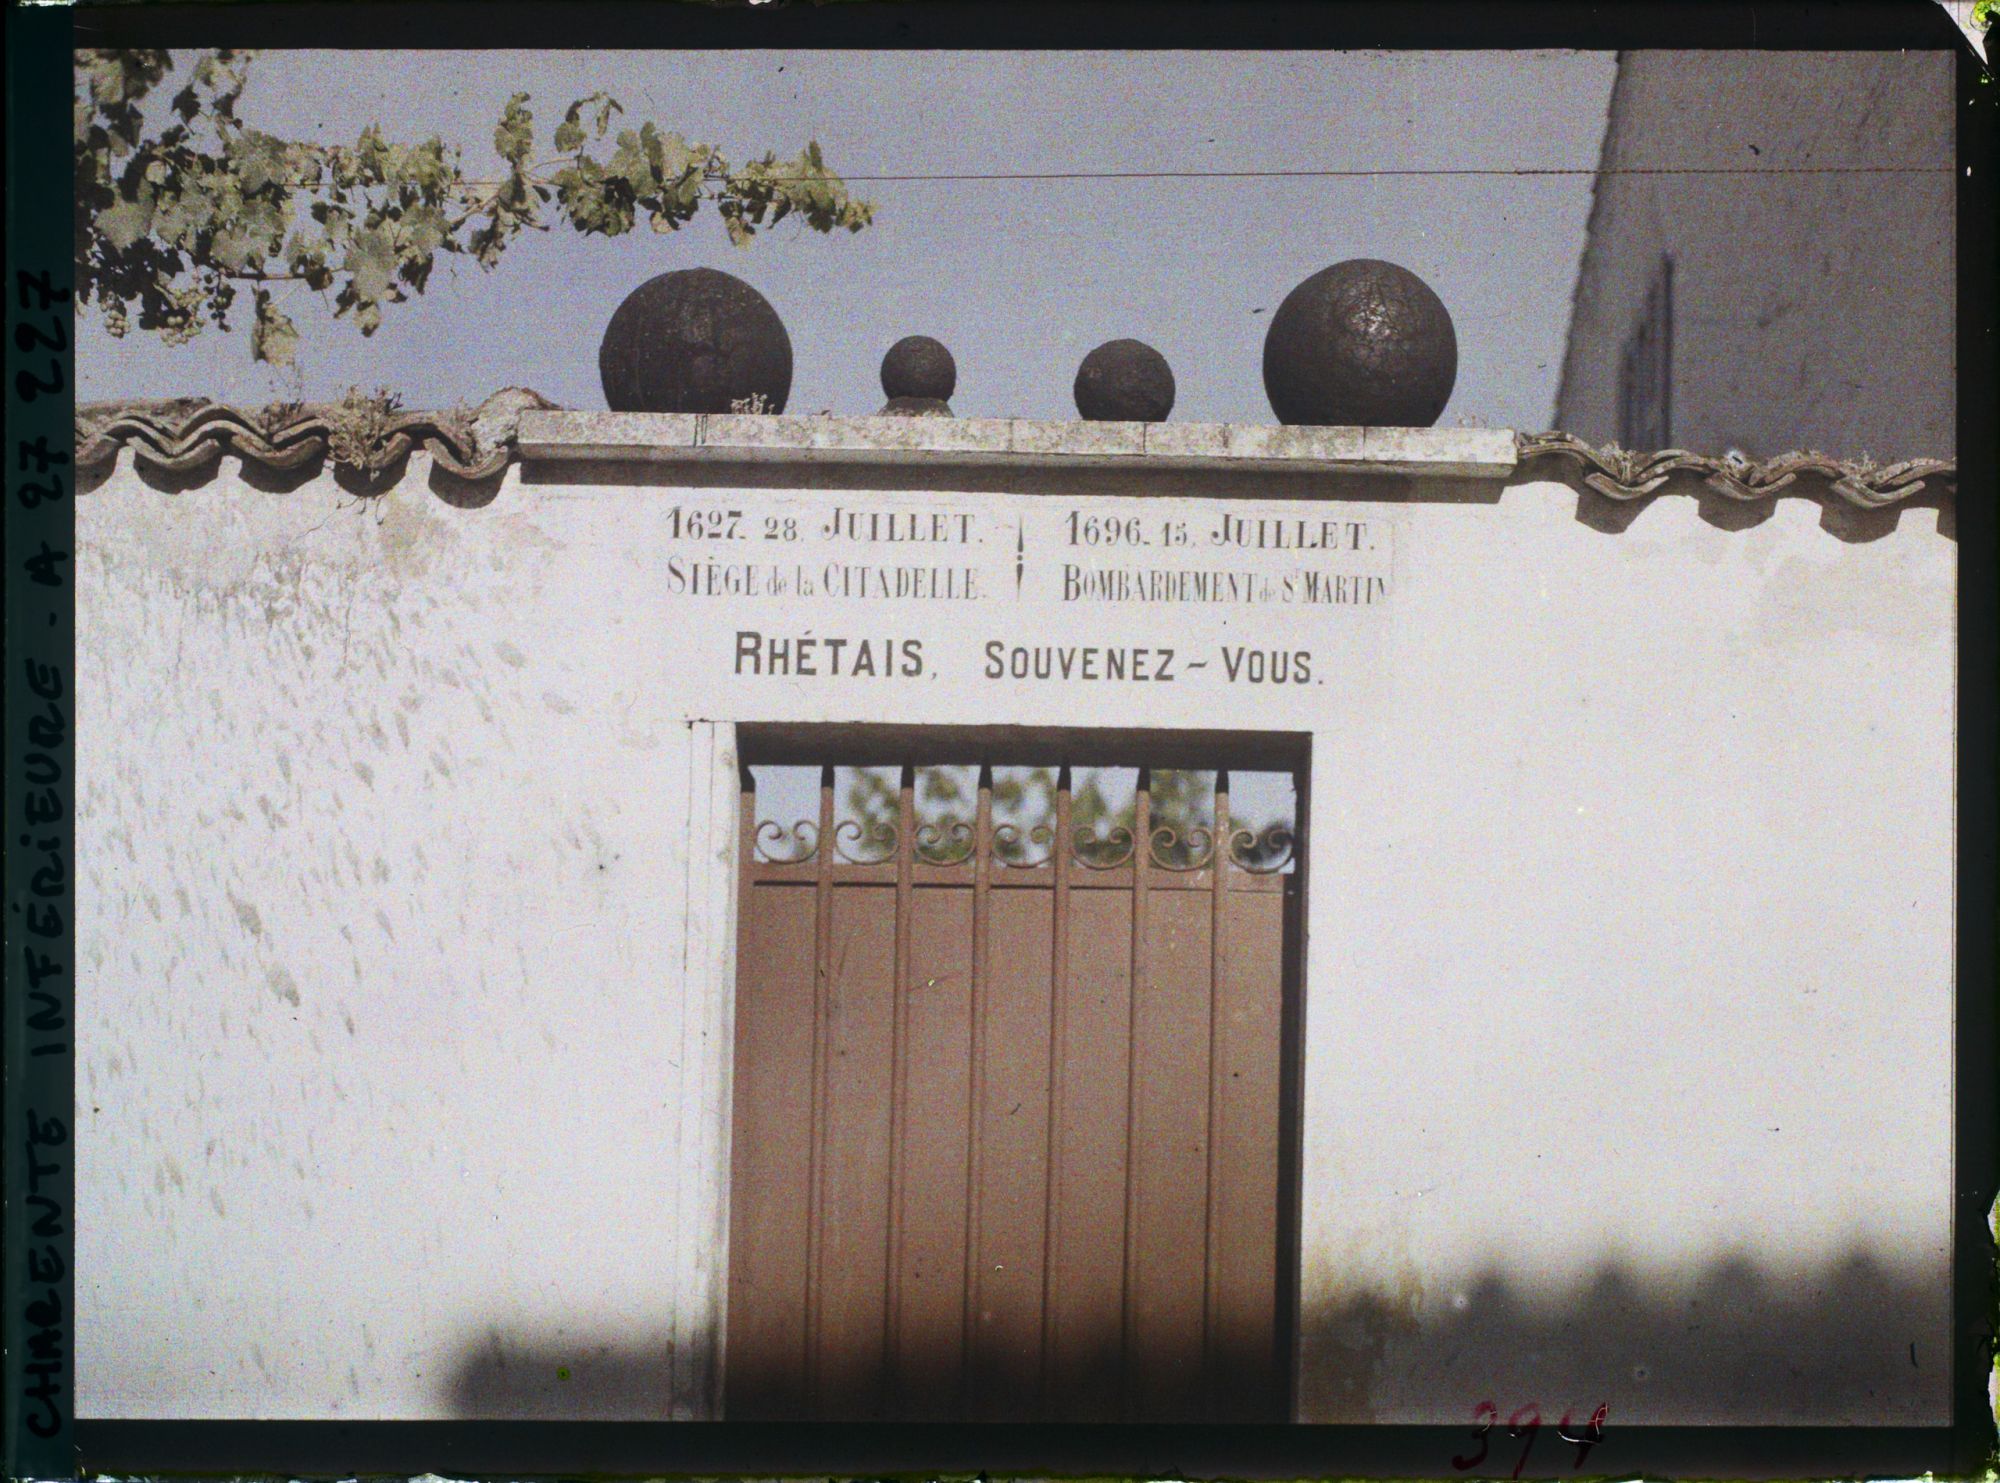 1627. 28. JUILLET.
SIÈGE de la CITADELLE.
1696. 15. JUILLET.
BOMBARDEMENT de St MARTIN
RHÉTAIS, SOUVENEZ-VOUS.
CHARENTE INFÉRIEURE. A 27 227
394